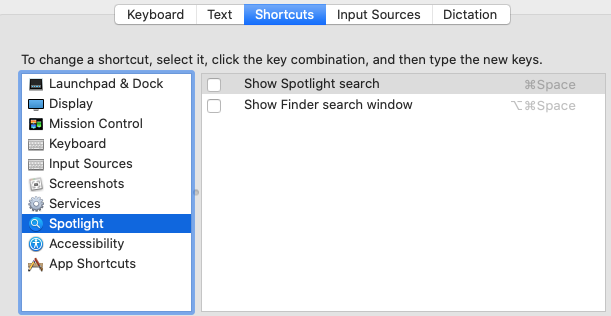 Keyboard Text Shortcuts Input Sources Dictation
To change a shortcut, select it, click the key combination, and then type the new keys.
Launchpad & Dock
Display
Mission Control
Keyboard
Input Sources
Screenshots
Services
Spotlight
Accessibility
App Shortcuts
Show Spotlight search ⌘Space
Show Finder search window ⌥⌘Space